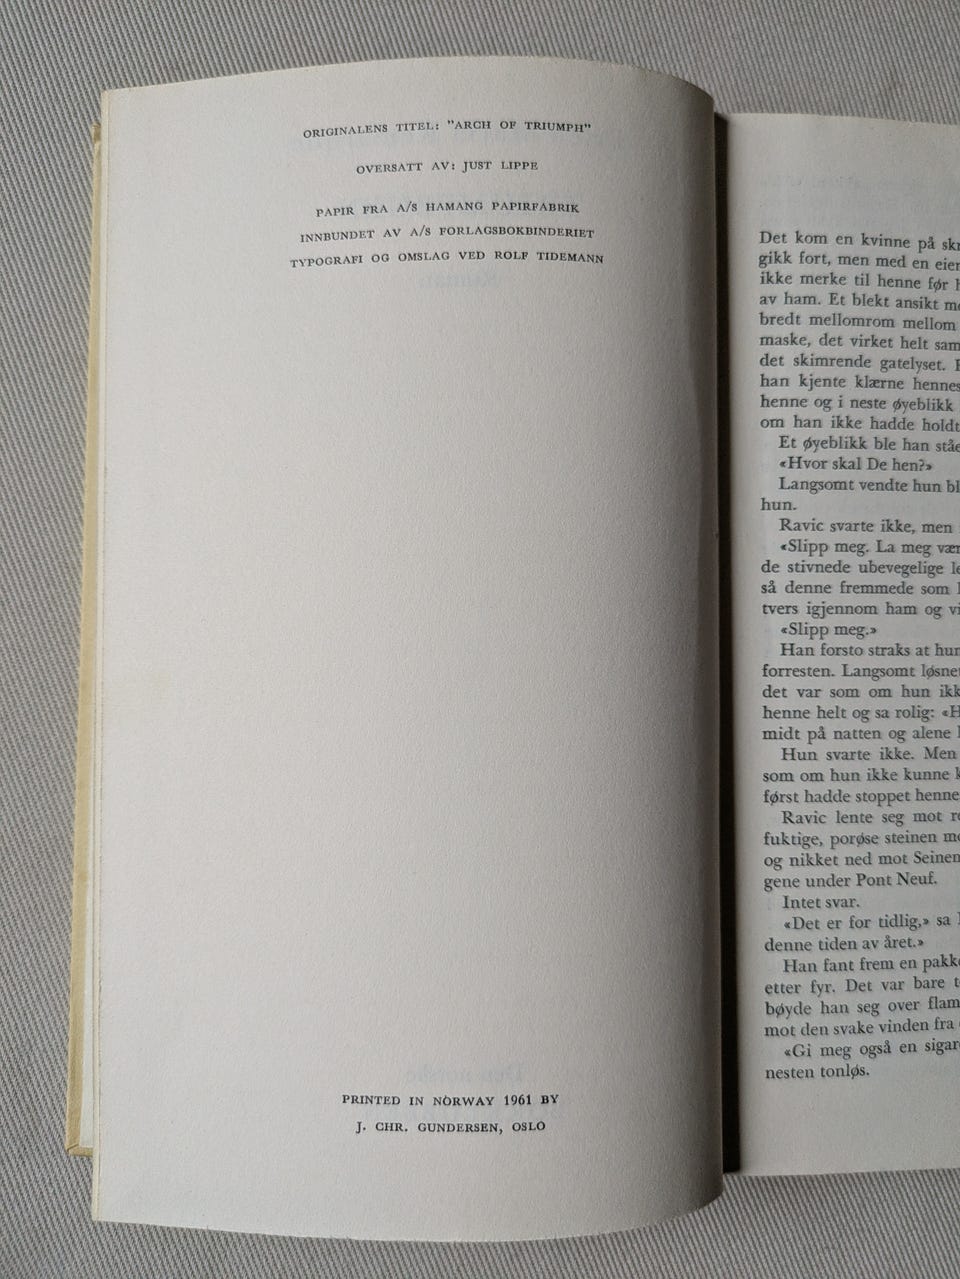 ORIGINALENS TITEL: "ARCH OF TRIUMPH"
OVERSATT AV: JUST LIPPE
PAPIR FRA A/S HAMANG PAPIRFABRIK
INNBUNDET AV A/S FORLAGSBOKBINDERIET
TYPOGRAFI OG OMSLAG VED ROLF TIDEMANN
PRINTED IN NORWAY 1961 BY
J. CHR. GUNDERSEN, OSLO
Det kom en kvinne på
gikk fort, men med en
ikke merke til henne før
av ham. Et blekt ansikt
bredt mellomrom mellom
maske, det virket helt
det skimrende gatelyset.
han kjente klærne hennes
henne og i neste øyeblikk
om han ikke hadde holdt
Et øyeblikk ble han
«Hvor skal De hen?»
Langsomt vendte hun
hun.
Ravic svarte ikke, men
«Slipp meg. La meg
de stivnede ubevegelige
så denne fremmede som
tvers igjennom ham og
«Slipp meg.»
Han forsto straks at
forresten. Langsomt
det var som om hun
henne helt og sa rolig:
midt på natten og alene
Hun svarte ikke. Men
som om hun ikke kunne
først hadde stoppet henne
Ravic lente seg mot
fuktige, porøse steinen
og nikket ned mot Seinen
gene under Pont Neuf.
Intet svar.
«Det er for tidlig,» sa
denne tiden av året.»
Han fant frem en
etter fyr. Det var bare
bøyde han seg over
mot den svake vinden fra
«Gi meg også en
nesten tonløs.